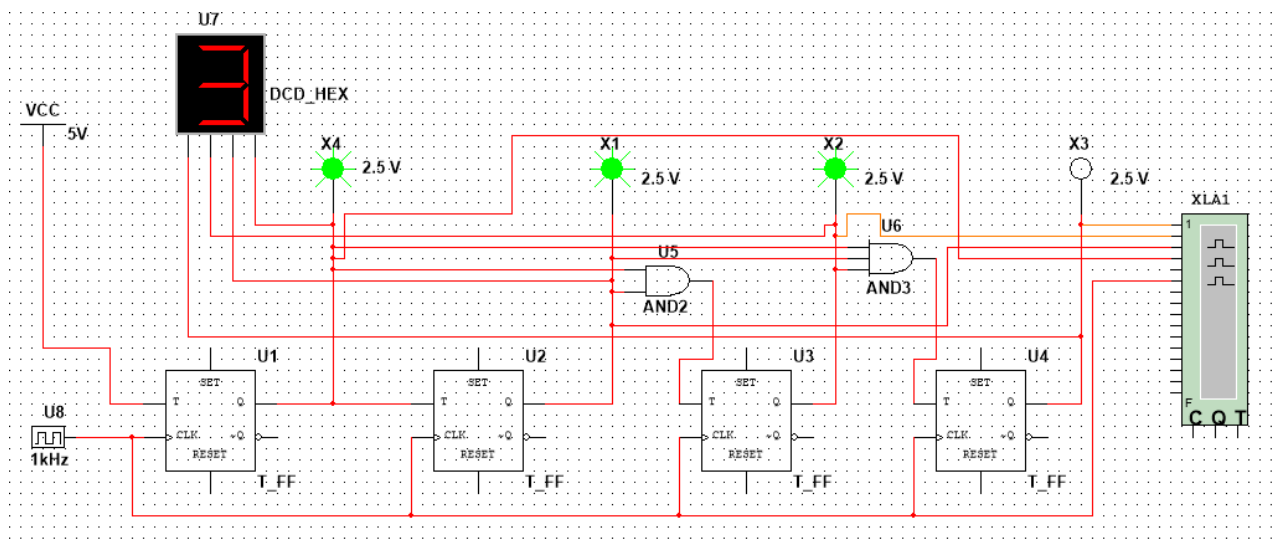 U7
DCD_HEX
VCC
5V
X4
2.5 V
X1
2.5 V
X2
2.5 V
X3
2.5 V
XLA1
1
F
C Q T
U6
AND3
U5
AND2
U1
SET
T Q
CLK ~Q
RESET
T_FF
U2
SET
T Q
CLK ~Q
RESET
T_FF
U3
SET
T Q
CLK ~Q
RESET
T_FF
U4
SET
T Q
CLK ~Q
RESET
T_FF
U8
1kHz
3